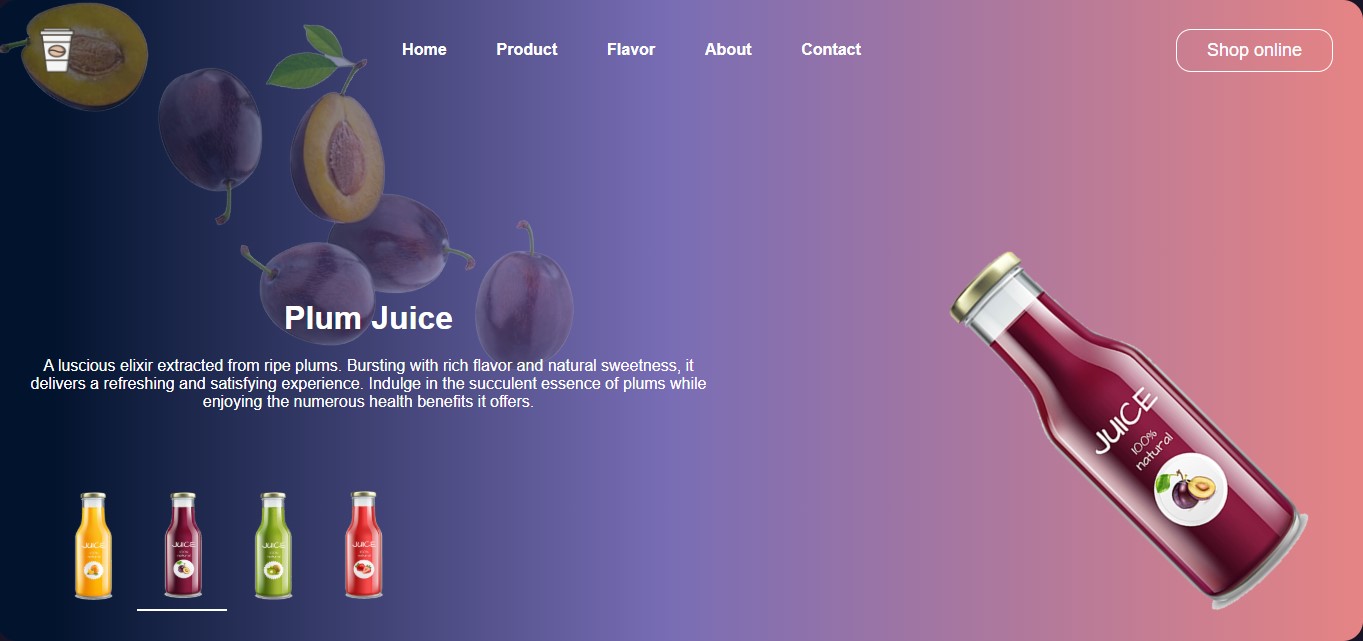 Home Product Flavor About Contact Shop online
Plum Juice
A luscious elixir extracted from ripe plums. Bursting with rich flavor and natural sweetness, it
delivers a refreshing and satisfying experience. Indulge in the succulent essence of plums while
enjoying the numerous health benefits it offers.
JUICE
100%
natural
JUICE JUICE JUICE JUICE